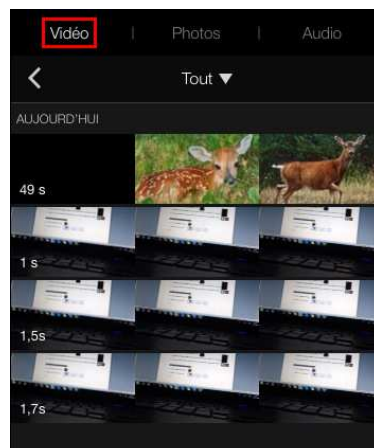 Vidéo | Photos | Audio
Tout ▼
AUJOURD'HUI
49 s
1 s
1,5s
1,7s